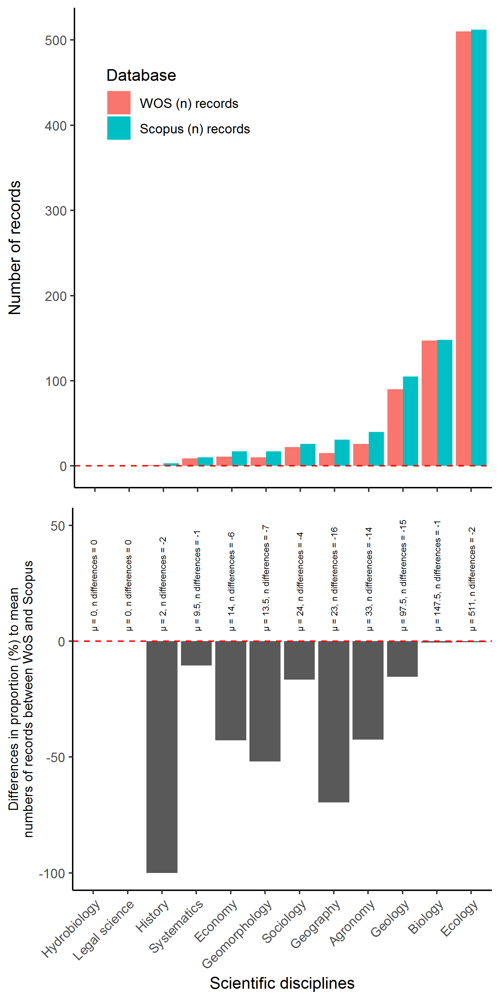 500
400
300
200
100
0
Number of records
Database
WOS (n) records
Scopus (n) records
50
0
-50
-100
Differences in proportion (%) to mean
numbers of records between WoS and Scopus
µ = 0, n differences = 0
µ = 0, n differences = 0
µ = 2, n differences = -2
µ = 9.5, n differences = -1
µ = 14, n differences = -6
µ = 13.5, n differences = -7
µ = 24, n differences = -4
µ = 23, n differences = -16
µ = 33, n differences = -14
µ = 97.5, n differences = -15
µ = 147.5, n differences = -1
µ = 511, n differences = -2
Hydrobiology
Legal science
History
Systematics
Economy
Geomorphology
Sociology
Geography
Agronomy
Geology
Biology
Ecology
Scientific disciplines